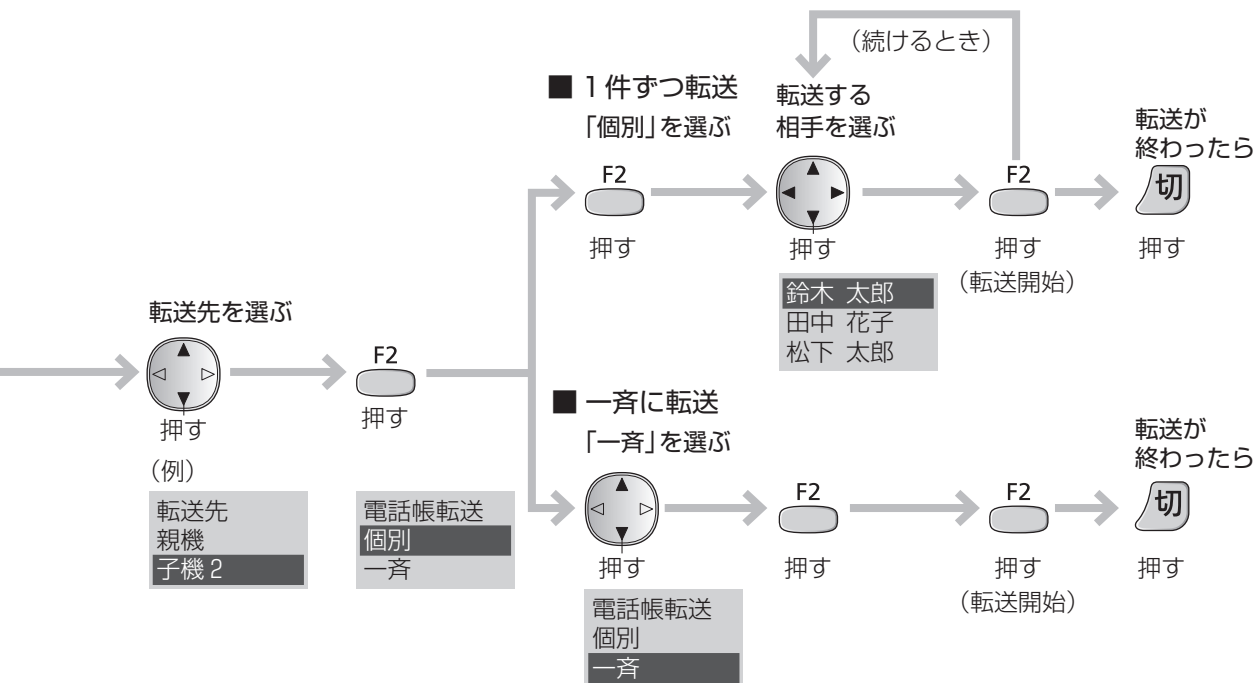 転送先を選ぶ
押す
(例)
転送先
親機
子機2
F2
押す
電話帳転送
個別
一斉
■ 1件ずつ転送
「個別」を選ぶ
F2
押す
転送する
相手を選ぶ
押す
鈴木 太郎
田中 花子
松下 太郎
(続けるとき)
F2
押す
(転送開始)
転送が
終わったら
切
押す
■ 一斉に転送
「一斉」を選ぶ
押す
電話帳転送
個別
一斉
F2
押す
F2
押す
(転送開始)
転送が
終わったら
切
押す